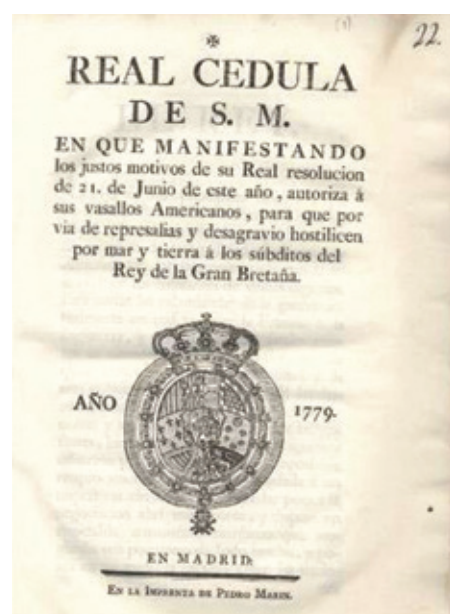 22.
REAL CEDULA
DE S. M.
EN QUE MANIFESTANDO
los justos motivos de su Real resolucion
de 21. de Junio de este año, autoriza á
sus vasallos Americanos, para que por
via de represalias y desagravio hostilicen
por mar y tierra á los súbditos del
Rey de la Gran Bretaña.
AÑO 1779.
EN MADRID:
EN LA IMPRENTA DE PEDRO MARIN.